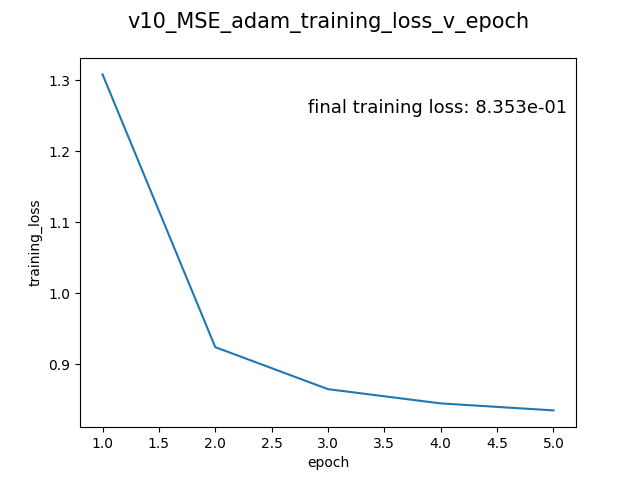 v10_MSE_adam_training_loss_v_epoch
final training loss: 8.353e-01
training_loss
1.3
1.2
1.1
1.0
0.9
1.0 1.5 2.0 2.5 3.0 3.5 4.0 4.5 5.0
epoch